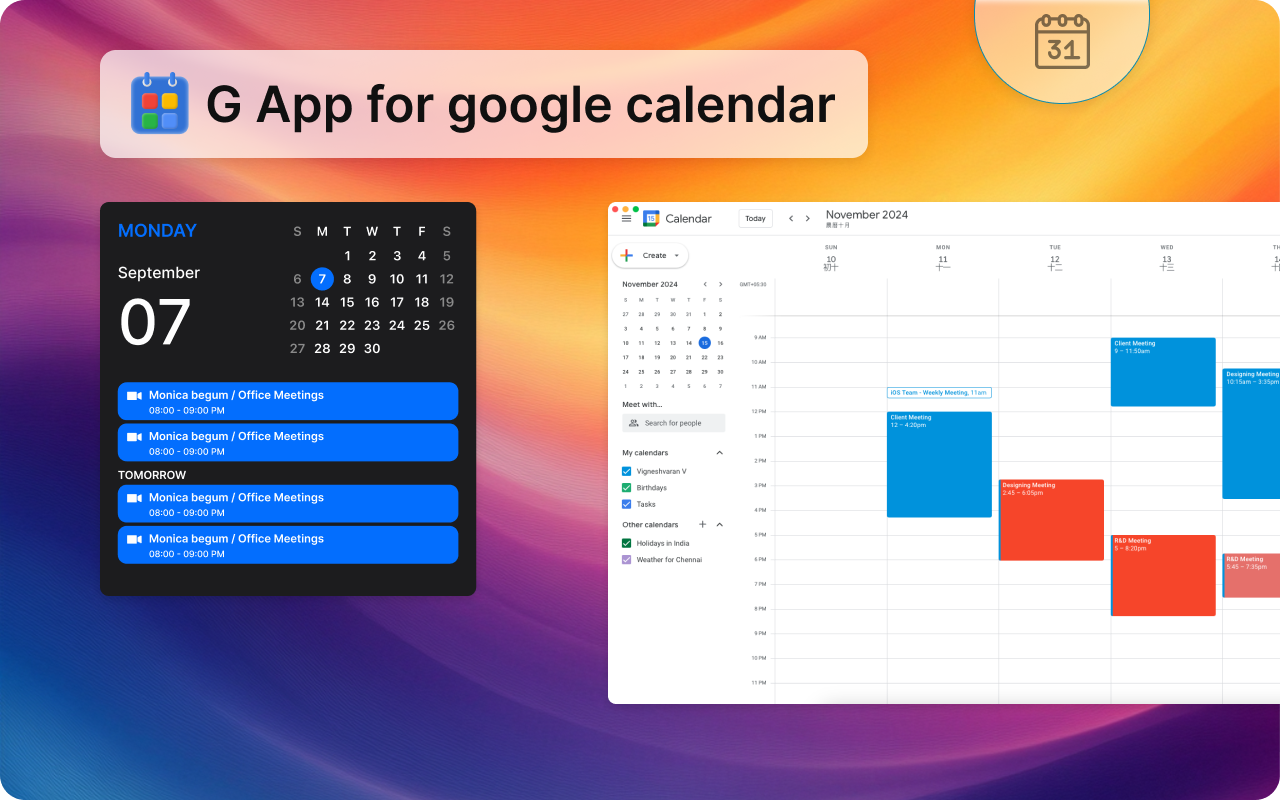 31
G App for google calendar
MONDAY
September
07
S M T W T F S
1 2 3 4 5
6 7 8 9 10 11 12
13 14 15 16 17 18 19
20 21 22 23 24 25 26
27 28 29 30
Monica begum / Office Meetings
08:00 - 09:00 PM
Monica begum / Office Meetings
08:00 - 09:00 PM
TOMORROW
Monica begum / Office Meetings
08:00 - 09:00 PM
Monica begum / Office Meetings
08:00 - 09:00 PM
15 Calendar
Today
November 2024
Create
November 2024
S M T W T F S
27 28 29 30 31 1 2
3 4 5 6 7 8 9
10 11 12 13 14 15 16
17 18 19 20 21 22 23
24 25 26 27 28 29 30
1 2 3 4 5 6 7
Meet with...
Search for people
My calendars
Vigneshvaran V
Birthdays
Tasks
Other calendars
Holidays in India
Weather for Chennai
SUN MON TUE WED TH
10 11 12 13
初十 十一 十二 十三
GMT+05:30
9 AM
10 AM
11 AM
12 PM
1 PM
2 PM
3 PM
4 PM
5 PM
6 PM
7 PM
8 PM
9 PM
10 PM
11 PM
iOS Team - Weekly Meeting, 11am
Client Meeting
12 – 4:20pm
Designing Meeting
2:45 – 6:05pm
Client Meeting
9 – 11:50am
R&D Meeting
5 – 8:20pm
Designing Meeting
10:15am – 3:35pm
R&D Meeting
5:45 – 7:35pm